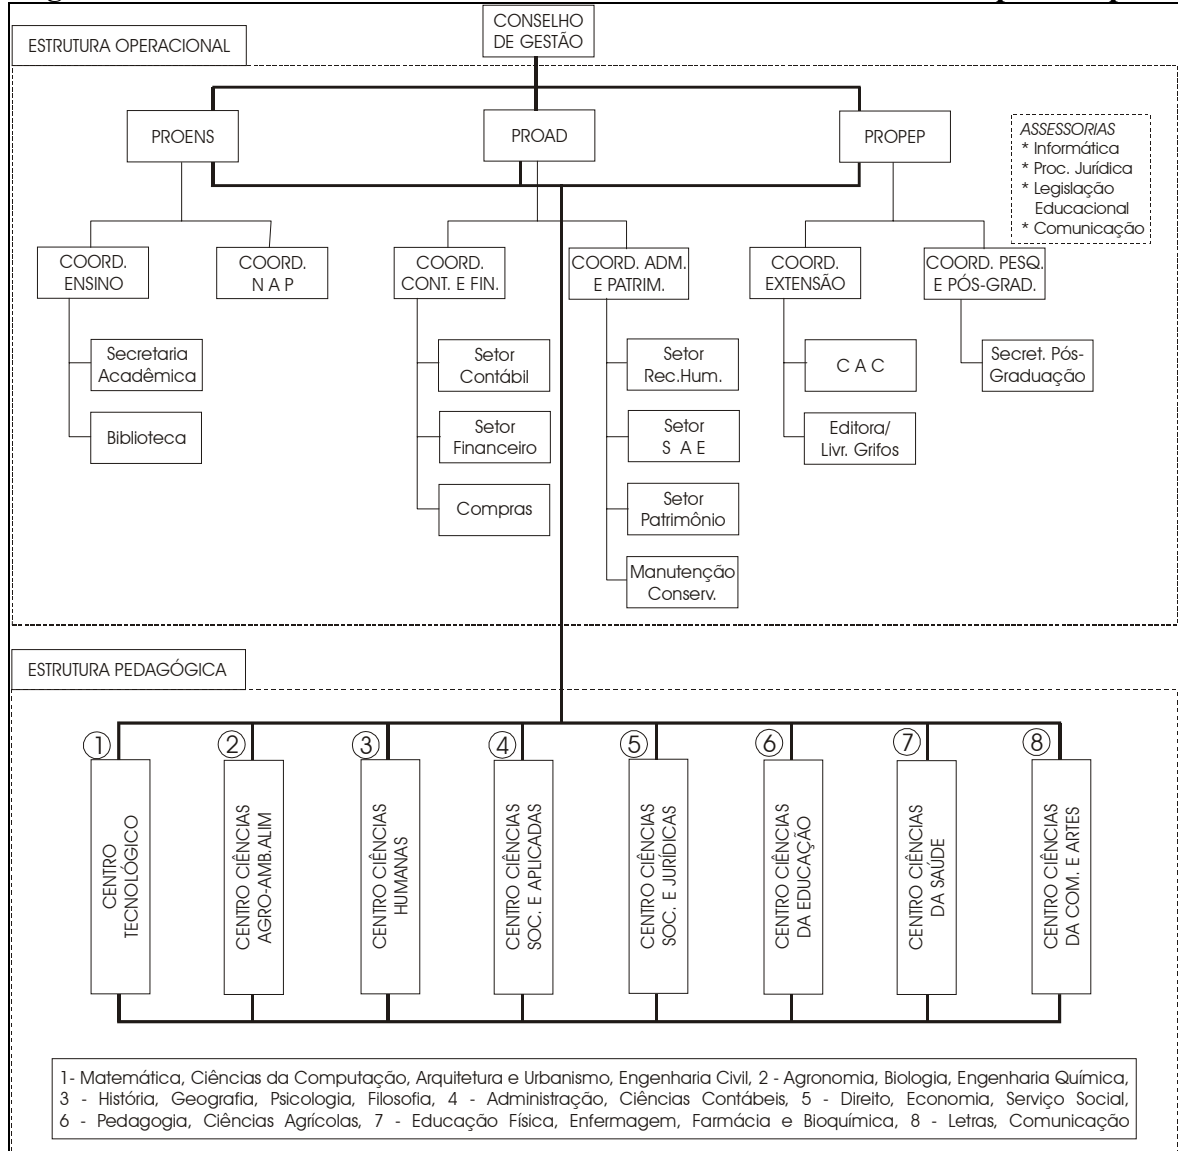 CONSELHO
DE GESTÃO
ESTRUTURA OPERACIONAL
PROENS
PROAD
PROPEP
ASSESSORIAS
* Informática
* Proc. Jurídica
* Legislação
Educacional
* Comunicação
COORD.
ENSINO
COORD.
N A P
COORD.
CONT. E FIN.
COORD. ADM.
E PATRIM.
COORD.
EXTENSÃO
COORD. PESQ.
E PÓS-GRAD.
Secretaria
Acadêmica
Biblioteca
Setor
Contábil
Setor
Financeiro
Compras
Setor
Rec.Hum.
Setor
S A E
Setor
Patrimônio
Manutenção
Conserv.
C A C
Editora/
Livr. Grifos
Secret. Pós-
Graduação
ESTRUTURA PEDAGÓGICA
1
2
3
4
5
6
7
8
CENTRO
TECNOLÓGICO
CENTRO CIÊNCIAS
AGRO-AMB.ALIM
CENTRO CIÊNCIAS
HUMANAS
CENTRO CIÊNCIAS
SOC. E APLICADAS
CENTRO CIÊNCIAS
SOC. E JURÍDICAS
CENTRO CIÊNCIAS
DA EDUCAÇÃO
CENTRO CIÊNCIAS
DA SAÚDE
CENTRO CIÊNCIAS
DA COM. E ARTES
1- Matemática, Ciências da Computação, Arquitetura e Urbanismo, Engenharia Civil, 2 - Agronomia, Biologia, Engenharia Química,
3 - História, Geografia, Psicologia, Filosofia, 4 - Administração, Ciências Contábeis, 5 - Direito, Economia, Serviço Social,
6 - Pedagogia, Ciências Agrícolas, 7 - Educação Física, Enfermagem, Farmácia e Bioquímica, 8 - Letras, Comunicação